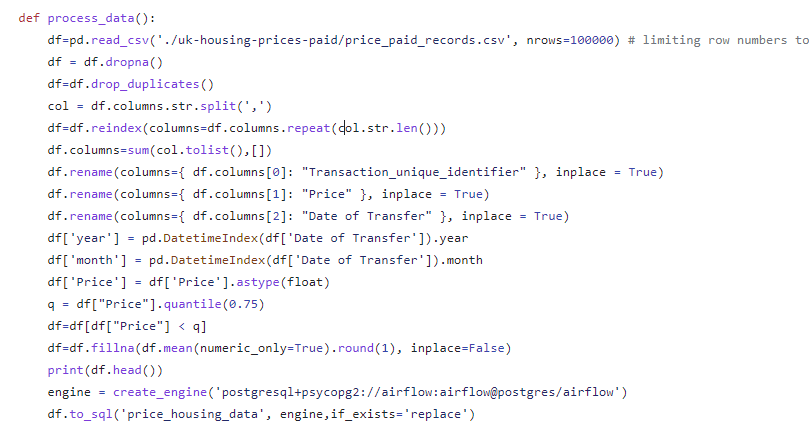 def process_data():
    df=pd.read_csv('./uk-housing-prices-paid/price_paid_records.csv', nrows=100000) # limiting row numbers to
    df = df.dropna()
    df=df.drop_duplicates()
    col = df.columns.str.split(',')
    df=df.reindex(columns=df.columns.repeat(col.str.len()))
    df.columns=sum(col.tolist(),[])
    df.rename(columns={ df.columns[0]: "Transaction_unique_identifier" }, inplace = True)
    df.rename(columns={ df.columns[1]: "Price" }, inplace = True)
    df.rename(columns={ df.columns[2]: "Date of Transfer" }, inplace = True)
    df['year'] = pd.DatetimeIndex(df['Date of Transfer']).year
    df['month'] = pd.DatetimeIndex(df['Date of Transfer']).month
    df['Price'] = df['Price'].astype(float)
    q = df["Price"].quantile(0.75)
    df=df[df["Price"] < q]
    df=df.fillna(df.mean(numeric_only=True).round(1), inplace=False)
    print(df.head())
    engine = create_engine('postgresql+psycopg2://airflow:airflow@postgres/airflow')
    df.to_sql('price_housing_data', engine,if_exists='replace')